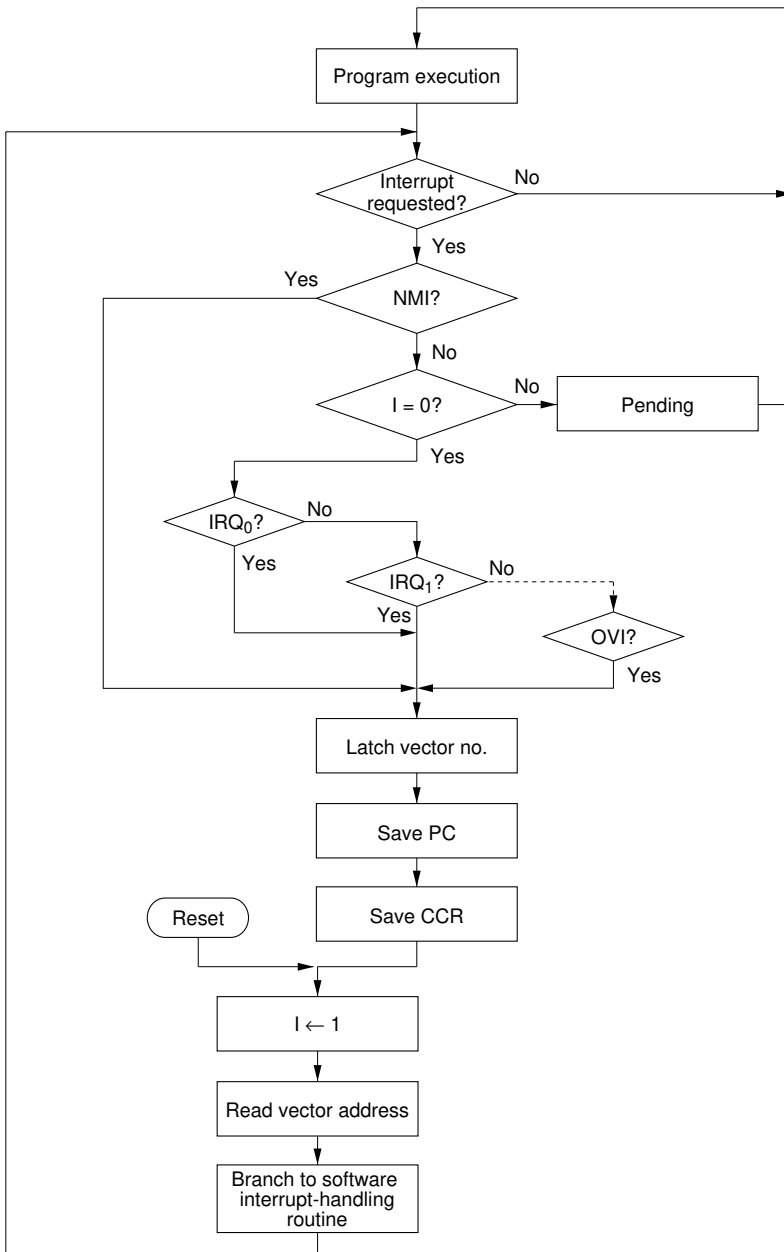 Program execution
Interrupt
requested?
No
Yes
Yes
NMI?
No
I = 0?
No
Pending
Yes
IRQ0?
No
Yes
IRQ1?
No
Yes
OVI?
Yes
Latch vector no.
Save PC
Save CCR
Reset
I ← 1
Read vector address
Branch to software
interrupt-handling
routine